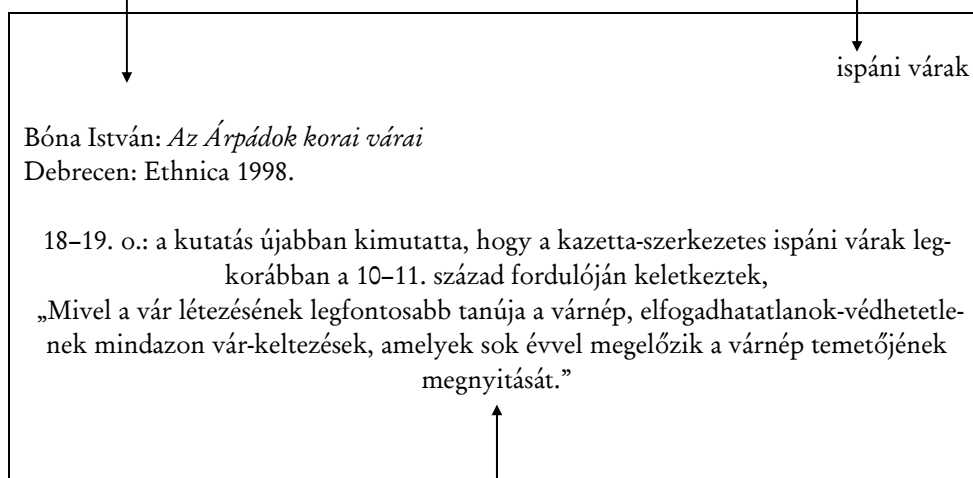 ispáni várak
Bóna István: Az Árpádok korai várai
Debrecen: Ethnica 1998.
18–19. o.: a kutatás újabban kimutatta, hogy a kazetta-szerkezetes ispáni várak leg-
korábban a 10–11. század fordulóján keletkeztek,
„Mivel a vár létezésének legfontosabb tanúja a várnép, elfogadhatatlanok-védhetetle-
nek mindazon vár-keltezések, amelyek sok évvel megelőzik a várnép temetőjének
megnyitását.”